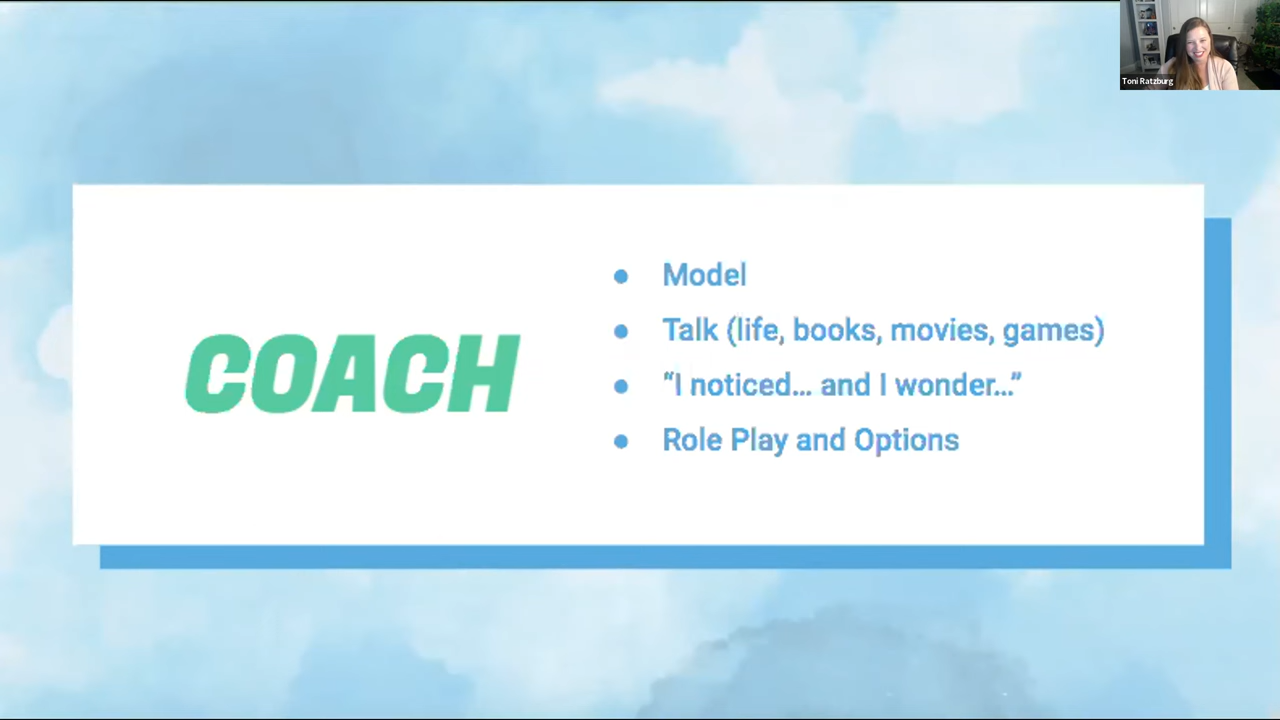 Toni Ratzburg
COACH
● Model
● Talk (life, books, movies, games)
● “I noticed... and I wonder...”
● Role Play and Options